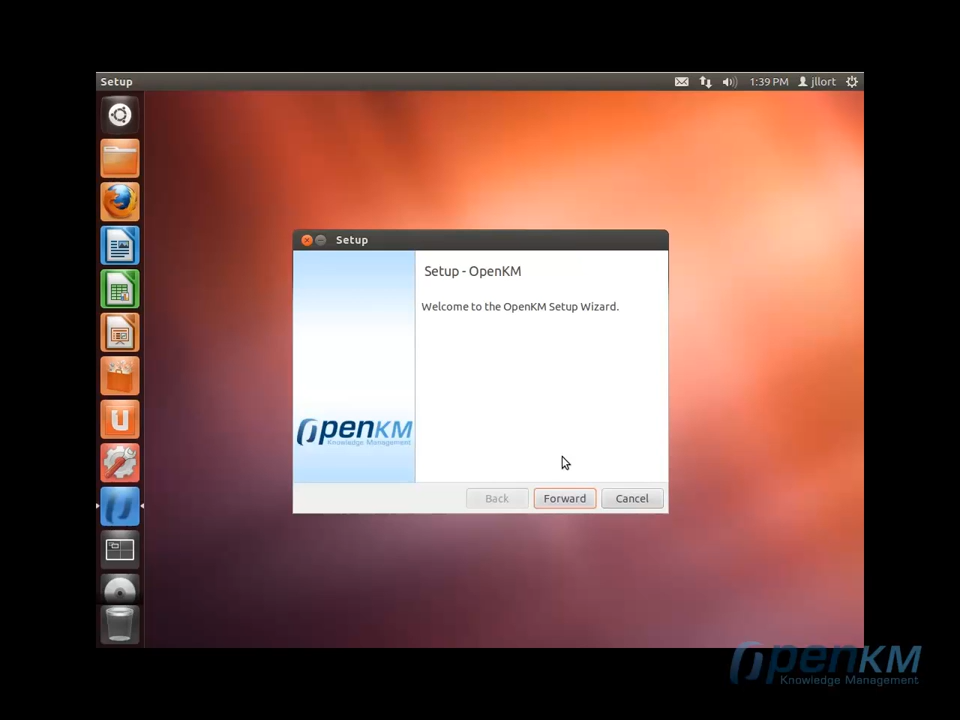 Setup
1:39 PM jllort
Setup
Setup - OpenKM
Welcome to the OpenKM Setup Wizard.
OpenKM
Knowledge Management
Back Forward Cancel
OpenKM
Knowledge Management